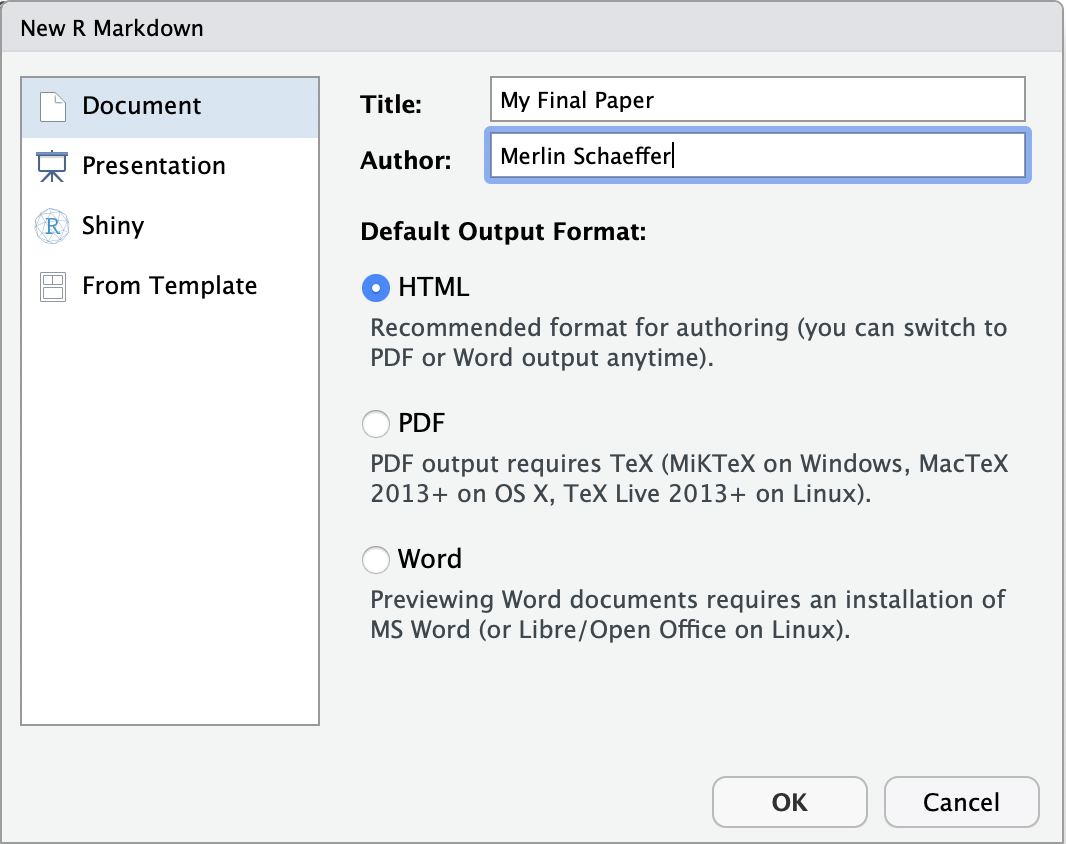 New R Markdown
Document
Presentation
R
Shiny
From Template
Title:
My Final Paper
Author:
Merlin Schaeffer
Default Output Format:
HTML
Recommended format for authoring (you can switch to
PDF or Word output anytime).
PDF
PDF output requires TeX (MiKTeX on Windows, MacTeX
2013+ on OS X, TeX Live 2013+ on Linux).
Word
Previewing Word documents requires an installation of
MS Word (or Libre/Open Office on Linux).
OK
Cancel